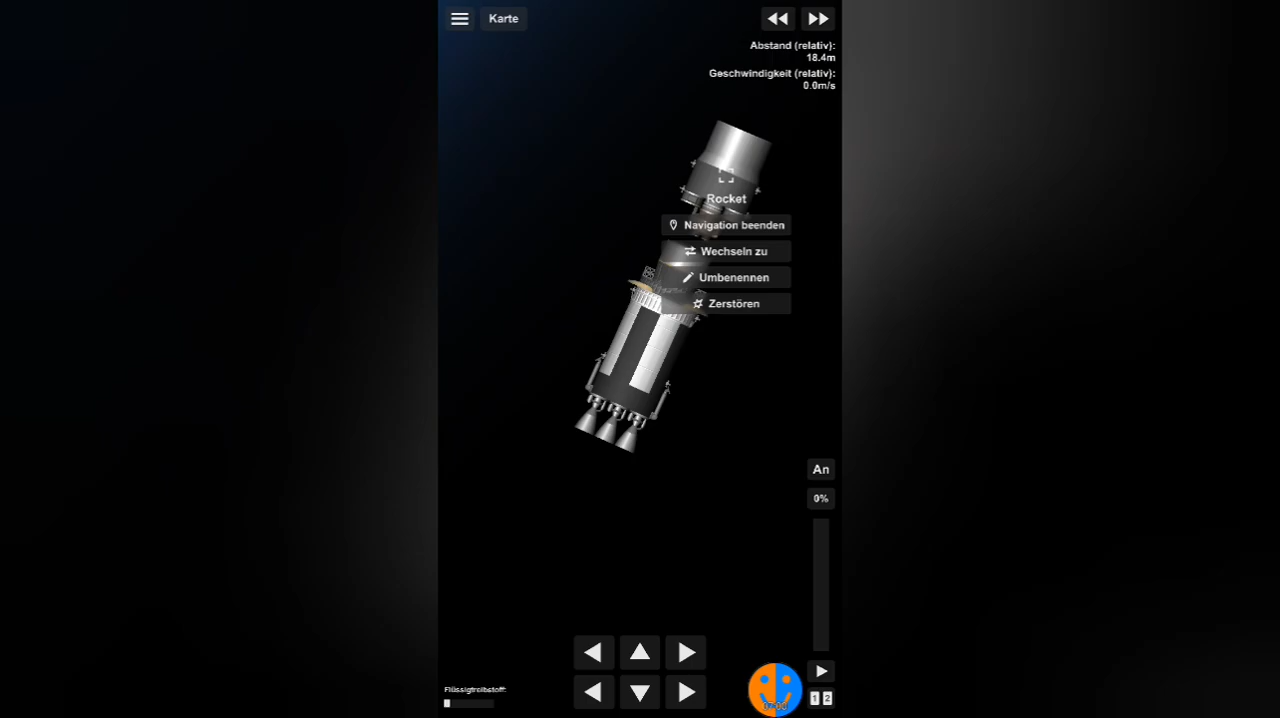 Karte
Abstand (relativ):
18.4m
Geschwindigkeit (relativ):
0.0m/s
Rocket
Navigation beenden
Wechseln zu
Umbenennen
Zerstören
An
0%
Flüssigtreibstoff:
1 2